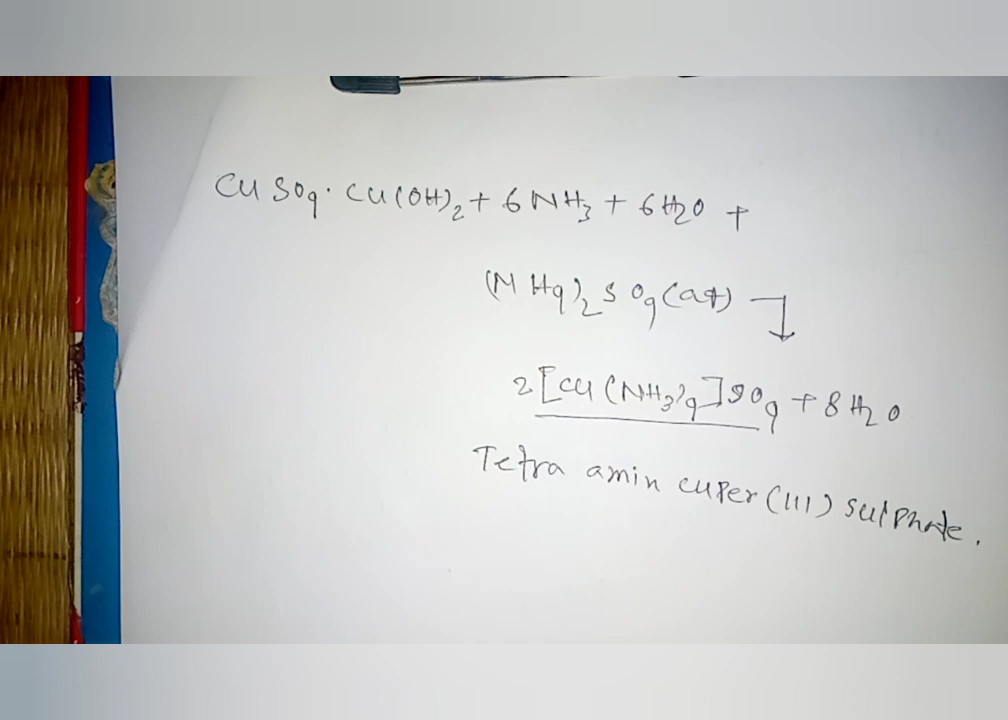 CuSO4·Cu(OH)2 + 6NH3 + 6H2O +
(NH4)2SO4(aq)
2[Cu(NH3)4]SO4 + 8H2O
Tetra amin cuper(III) sulphate.